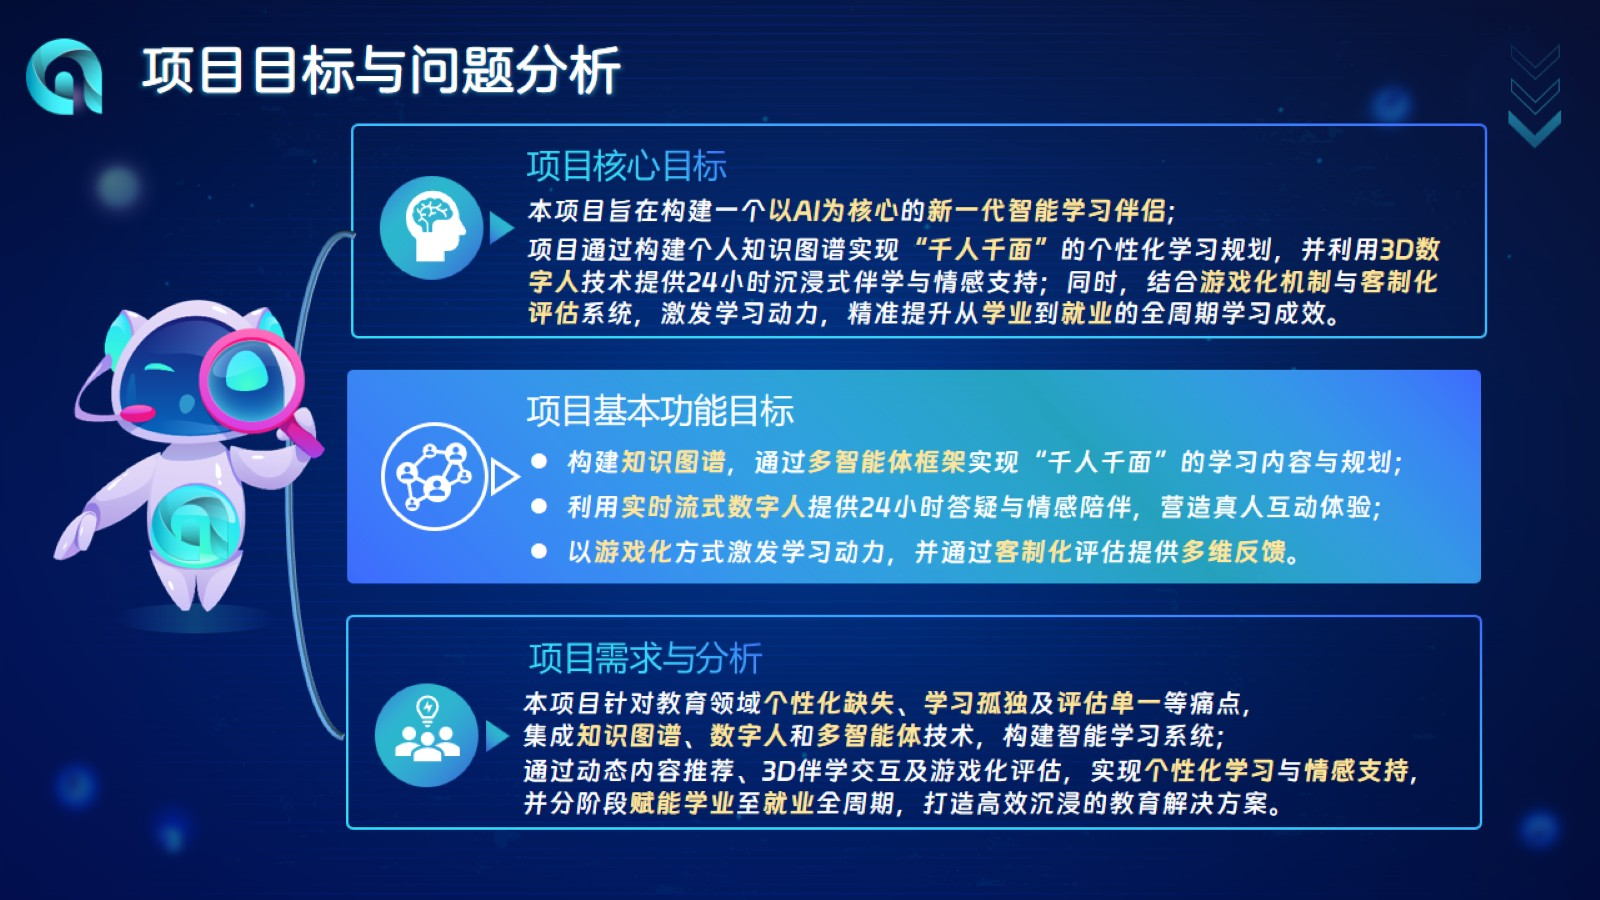 项目目标与问题分析
项目核心目标
本项目旨在构建一个以AI为核心的新一代智能学习伴侣；
项目通过构建个人知识图谱实现“千人千面”的个性化学习规划，并利用3D数
字人技术提供24小时沉浸式伴学与情感支持；同时，结合游戏化机制与客制化
评估系统，激发学习动力，精准提升从学业到就业的全周期学习成效。
项目基本功能目标
● 构建知识图谱，通过多智能体框架实现“千人千面”的学习内容与规划；
● 利用实时流式数字人提供24小时答疑与情感陪伴，营造真人互动体验；
● 以游戏化方式激发学习动力，并通过客制化评估提供多维反馈。
项目需求与分析
本项目针对教育领域个性化缺失、学习孤独及评估单一等痛点，
集成知识图谱、数字人和多智能体技术，构建智能学习系统；
通过动态内容推荐、3D伴学交互及游戏化评估，实现个性化学习与情感支持，
并分阶段赋能学业至就业全周期，打造高效沉浸的教育解决方案。